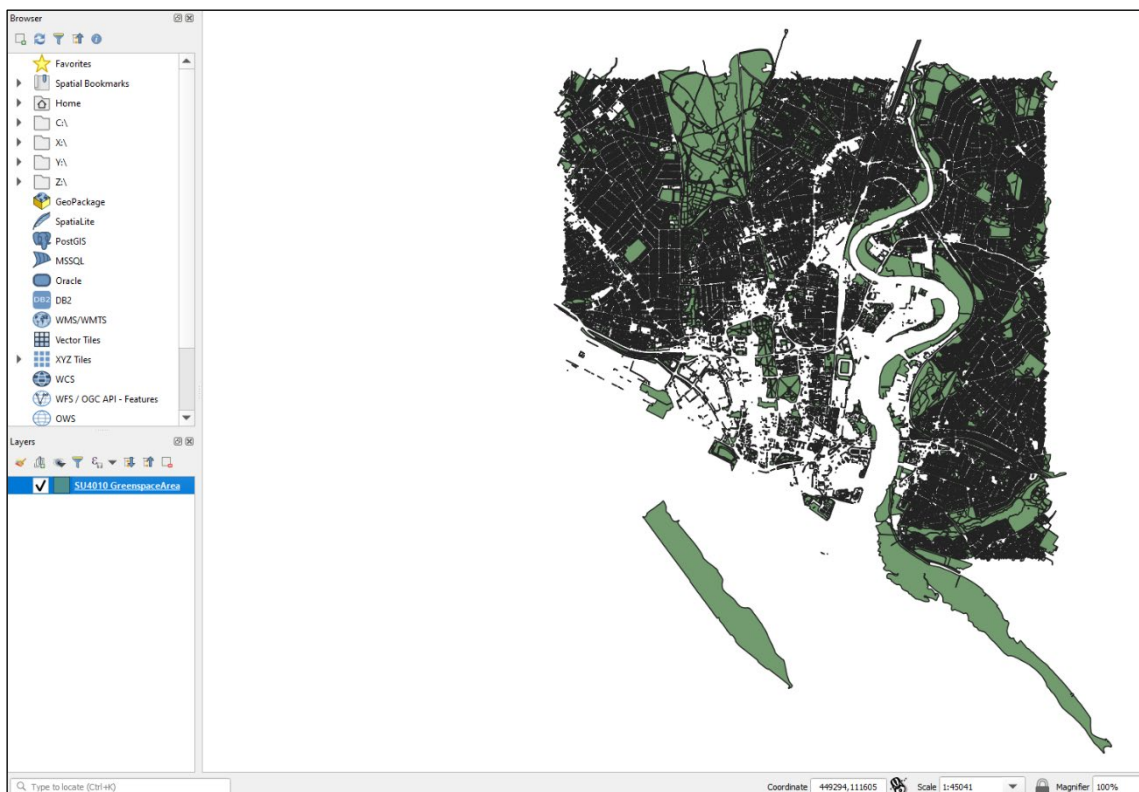 Browser
Favorites
Spatial Bookmarks
Home
C:\
X:\
Y:\
Z:\
GeoPackage
SpatiaLite
PostGIS
MSSQL
Oracle
DB2 DB2
WMS/WMTS
Vector Tiles
XYZ Tiles
WCS
WFS / OGC API - Features
OWS
Layers
SU4010 GreenspaceArea
Type to locate (Ctrl+K) Coordinate 449294,111605 Scale 1:45041 Magnifier 100%